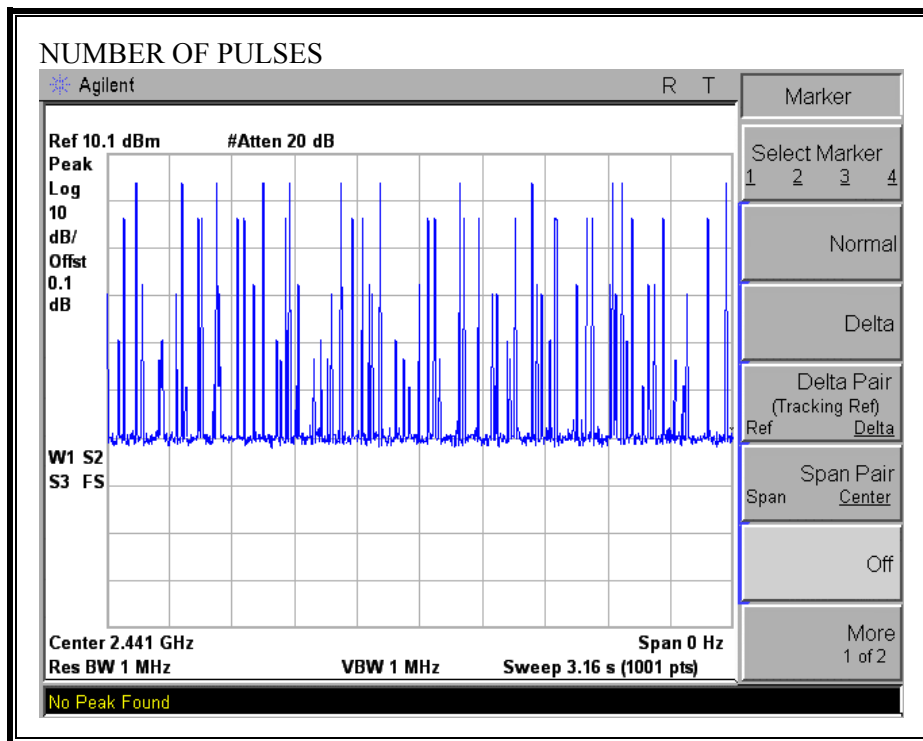 NUMBER OF PULSES
Agilent R T
Ref 10.1 dBm #Atten 20 dB
Peak
Log
10
dB/
Offst
0.1
dB
W1 S2
S3 FS
Center 2.441 GHz Span 0 Hz
Res BW 1 MHz VBW 1 MHz Sweep 3.16 s (1001 pts)
No Peak Found
Marker
Select Marker
1 2 3 4
Normal
Delta
Delta Pair
(Tracking Ref)
Ref Delta
Span Pair
Span Center
Off
More
1 of 2